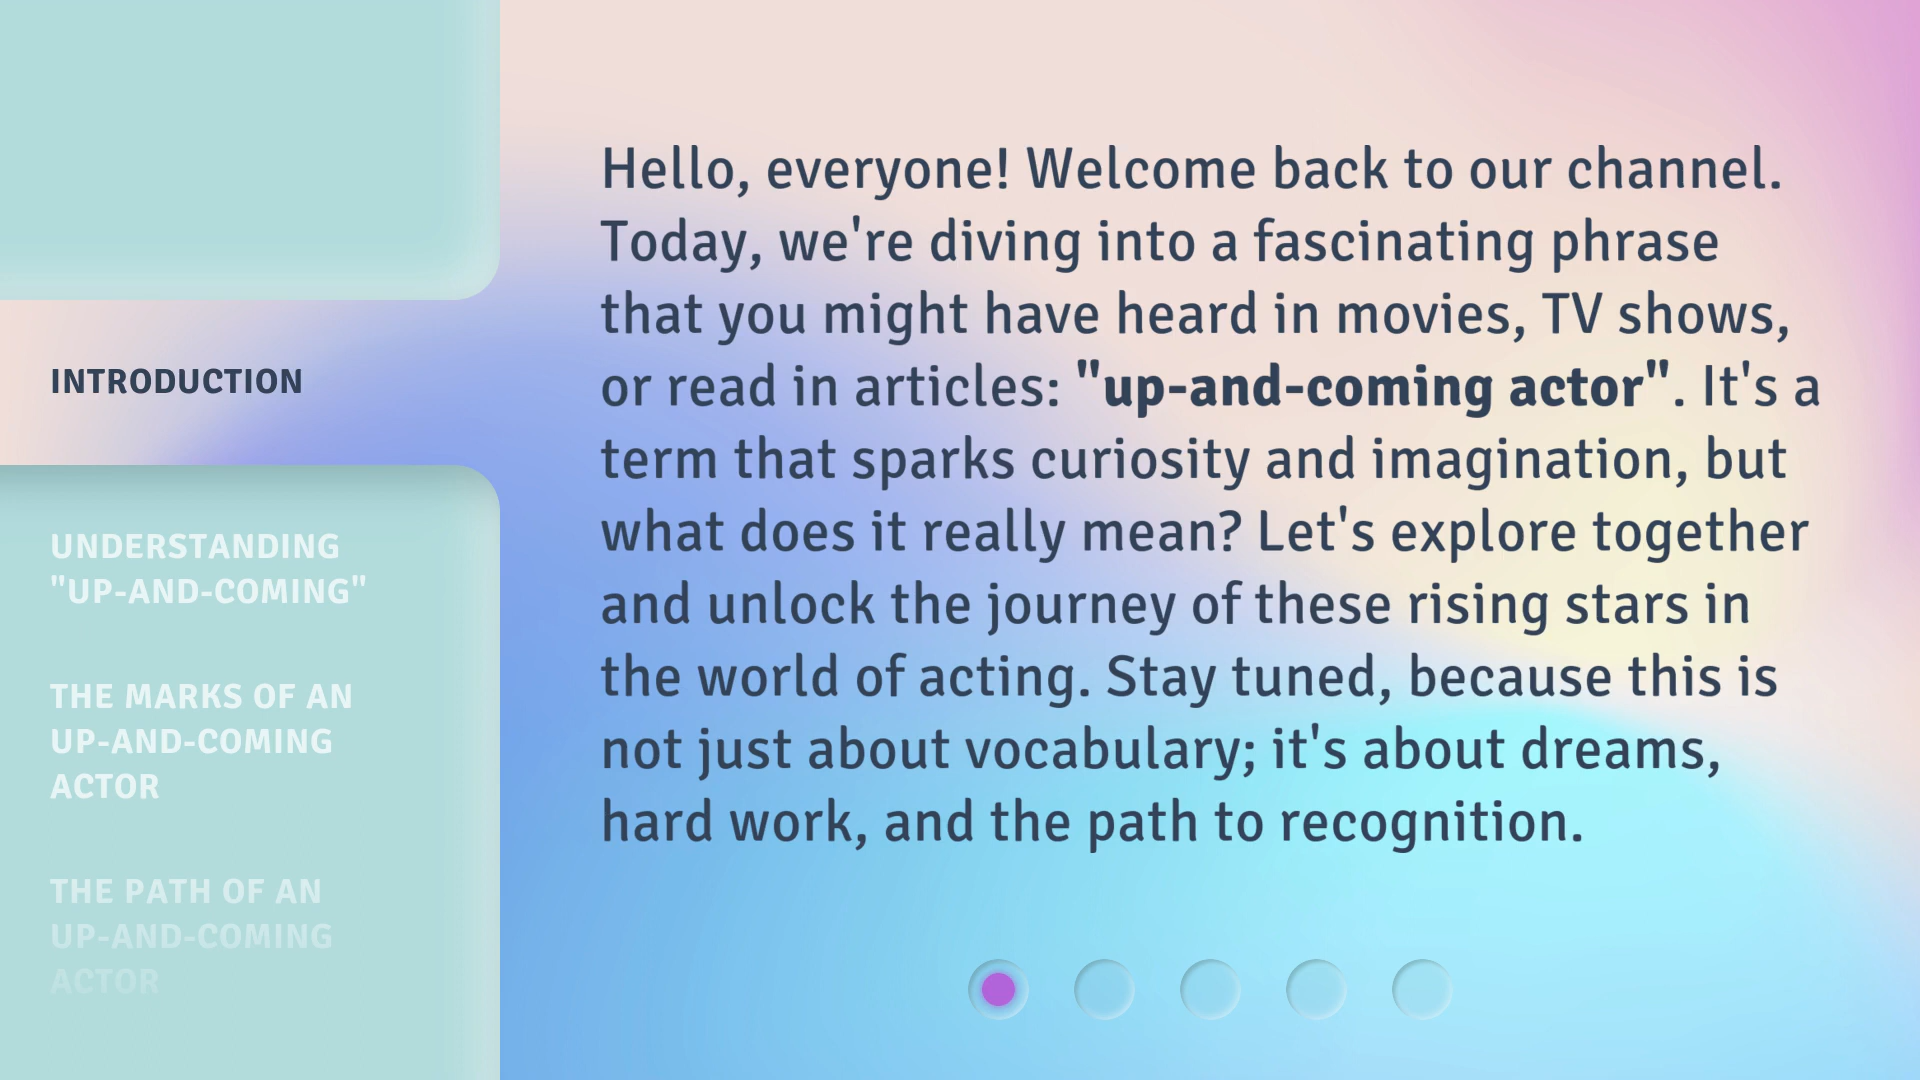 INTRODUCTION
UNDERSTANDING
"UP-AND-COMING"
THE MARKS OF AN
UP-AND-COMING
ACTOR
THE PATH OF AN
UP-AND-COMING
ACTOR
Hello, everyone! Welcome back to our channel.
Today, we're diving into a fascinating phrase
that you might have heard in movies, TV shows,
or read in articles: "up-and-coming actor". It's a
term that sparks curiosity and imagination, but
what does it really mean? Let's explore together
and unlock the journey of these rising stars in
the world of acting. Stay tuned, because this is
not just about vocabulary; it's about dreams,
hard work, and the path to recognition.